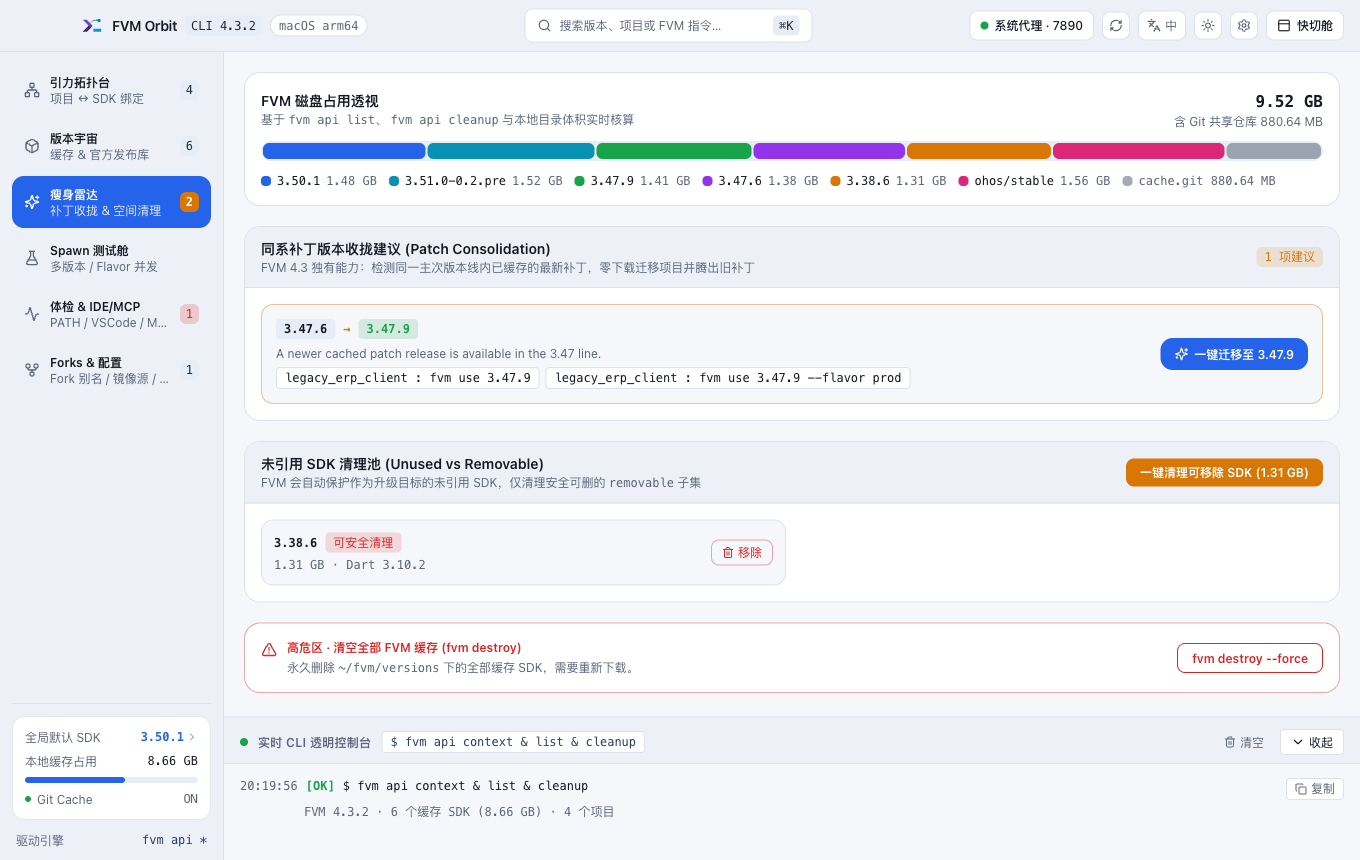 FVM Orbit CLI 4.3.2 macOS arm64
搜索版本、项目或 FVM 指令... ⌘K
系统代理 · 7890
中
快切舱
引力拓扑台
项目 ↔ SDK 绑定
4
版本宇宙
缓存 & 官方发布库
6
瘦身雷达
补丁收拢 & 空间清理
2
Spawn 测试舱
多版本 / Flavor 并发
体检 & IDE/MCP
PATH / VSCode / M...
1
Forks & 配置
Fork 别名 / 镜像源 / ...
1
全局默认 SDK 3.50.1 ›
本地缓存占用 8.66 GB
Git Cache ON
驱动引擎 fvm api *
FVM 磁盘占用透视
基于 fvm api list、 fvm api cleanup 与本地目录体积实时核算
9.52 GB
含 Git 共享仓库 880.64 MB
3.50.1 1.48 GB 3.51.0-0.2.pre 1.52 GB 3.47.9 1.41 GB 3.47.6 1.38 GB 3.38.6 1.31 GB ohos/stable 1.56 GB cache.git 880.64 MB
同系补丁版本收拢建议 (Patch Consolidation)
FVM 4.3 独有能力：检测同一主次版本线内已缓存的最新补丁，零下载迁移项目并腾出旧补丁
1 项建议
3.47.6 → 3.47.9
A newer cached patch release is available in the 3.47 line.
legacy_erp_client : fvm use 3.47.9 legacy_erp_client : fvm use 3.47.9 --flavor prod
一键迁移至 3.47.9
未引用 SDK 清理池 (Unused vs Removable)
FVM 会自动保护作为升级目标的未引用 SDK，仅清理安全可删的 removable 子集
一键清理可移除 SDK (1.31 GB)
3.38.6 可安全清理
1.31 GB · Dart 3.10.2
移除
高危区 · 清空全部 FVM 缓存 (fvm destroy)
永久删除 ~/fvm/versions 下的全部缓存 SDK，需要重新下载。
fvm destroy --force
实时 CLI 透明控制台 $ fvm api context & list & cleanup
清空
收起
20:19:56 [OK] $ fvm api context & list & cleanup
复制
FVM 4.3.2 · 6 个缓存 SDK (8.66 GB) · 4 个项目